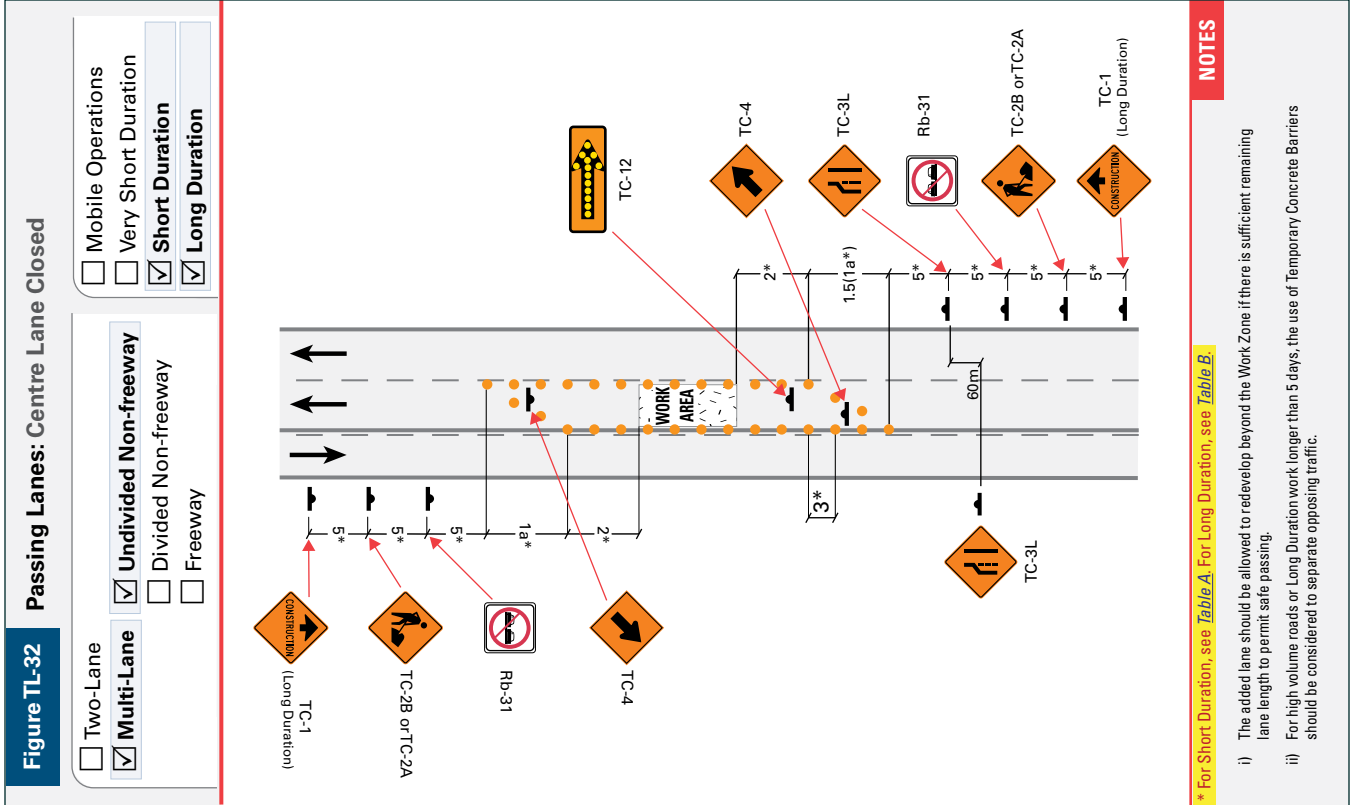 Figure TL-32
Passing Lanes: Centre Lane Closed
Two-Lane
Multi-Lane
Undivided Non-freeway
Divided Non-freeway
Freeway
Mobile Operations
Very Short Duration
Short Duration
Long Duration
CONSTRUCTION
TC-1
(Long Duration)
TC-2B or TC-2A
Rb-31
TC-4
5*
5*
5*
1a*
2*
WORK
AREA
3*
TC-3L
60m
2*
1.5(1a*)
5*
5*
5*
5*
TC-12
TC-4
TC-3L
Rb-31
TC-2B or TC-2A
CONSTRUCTION
TC-1
(Long Duration)
NOTES
* For Short Duration, see Table A. For Long Duration, see Table B.
i) The added lane should be allowed to redevelop beyond the Work Zone if there is sufficient remaining
lane length to permit safe passing.
ii) For high volume roads or Long Duration work longer than 5 days, the use of Temporary Concrete Barriers
should be considered to separate opposing traffic.